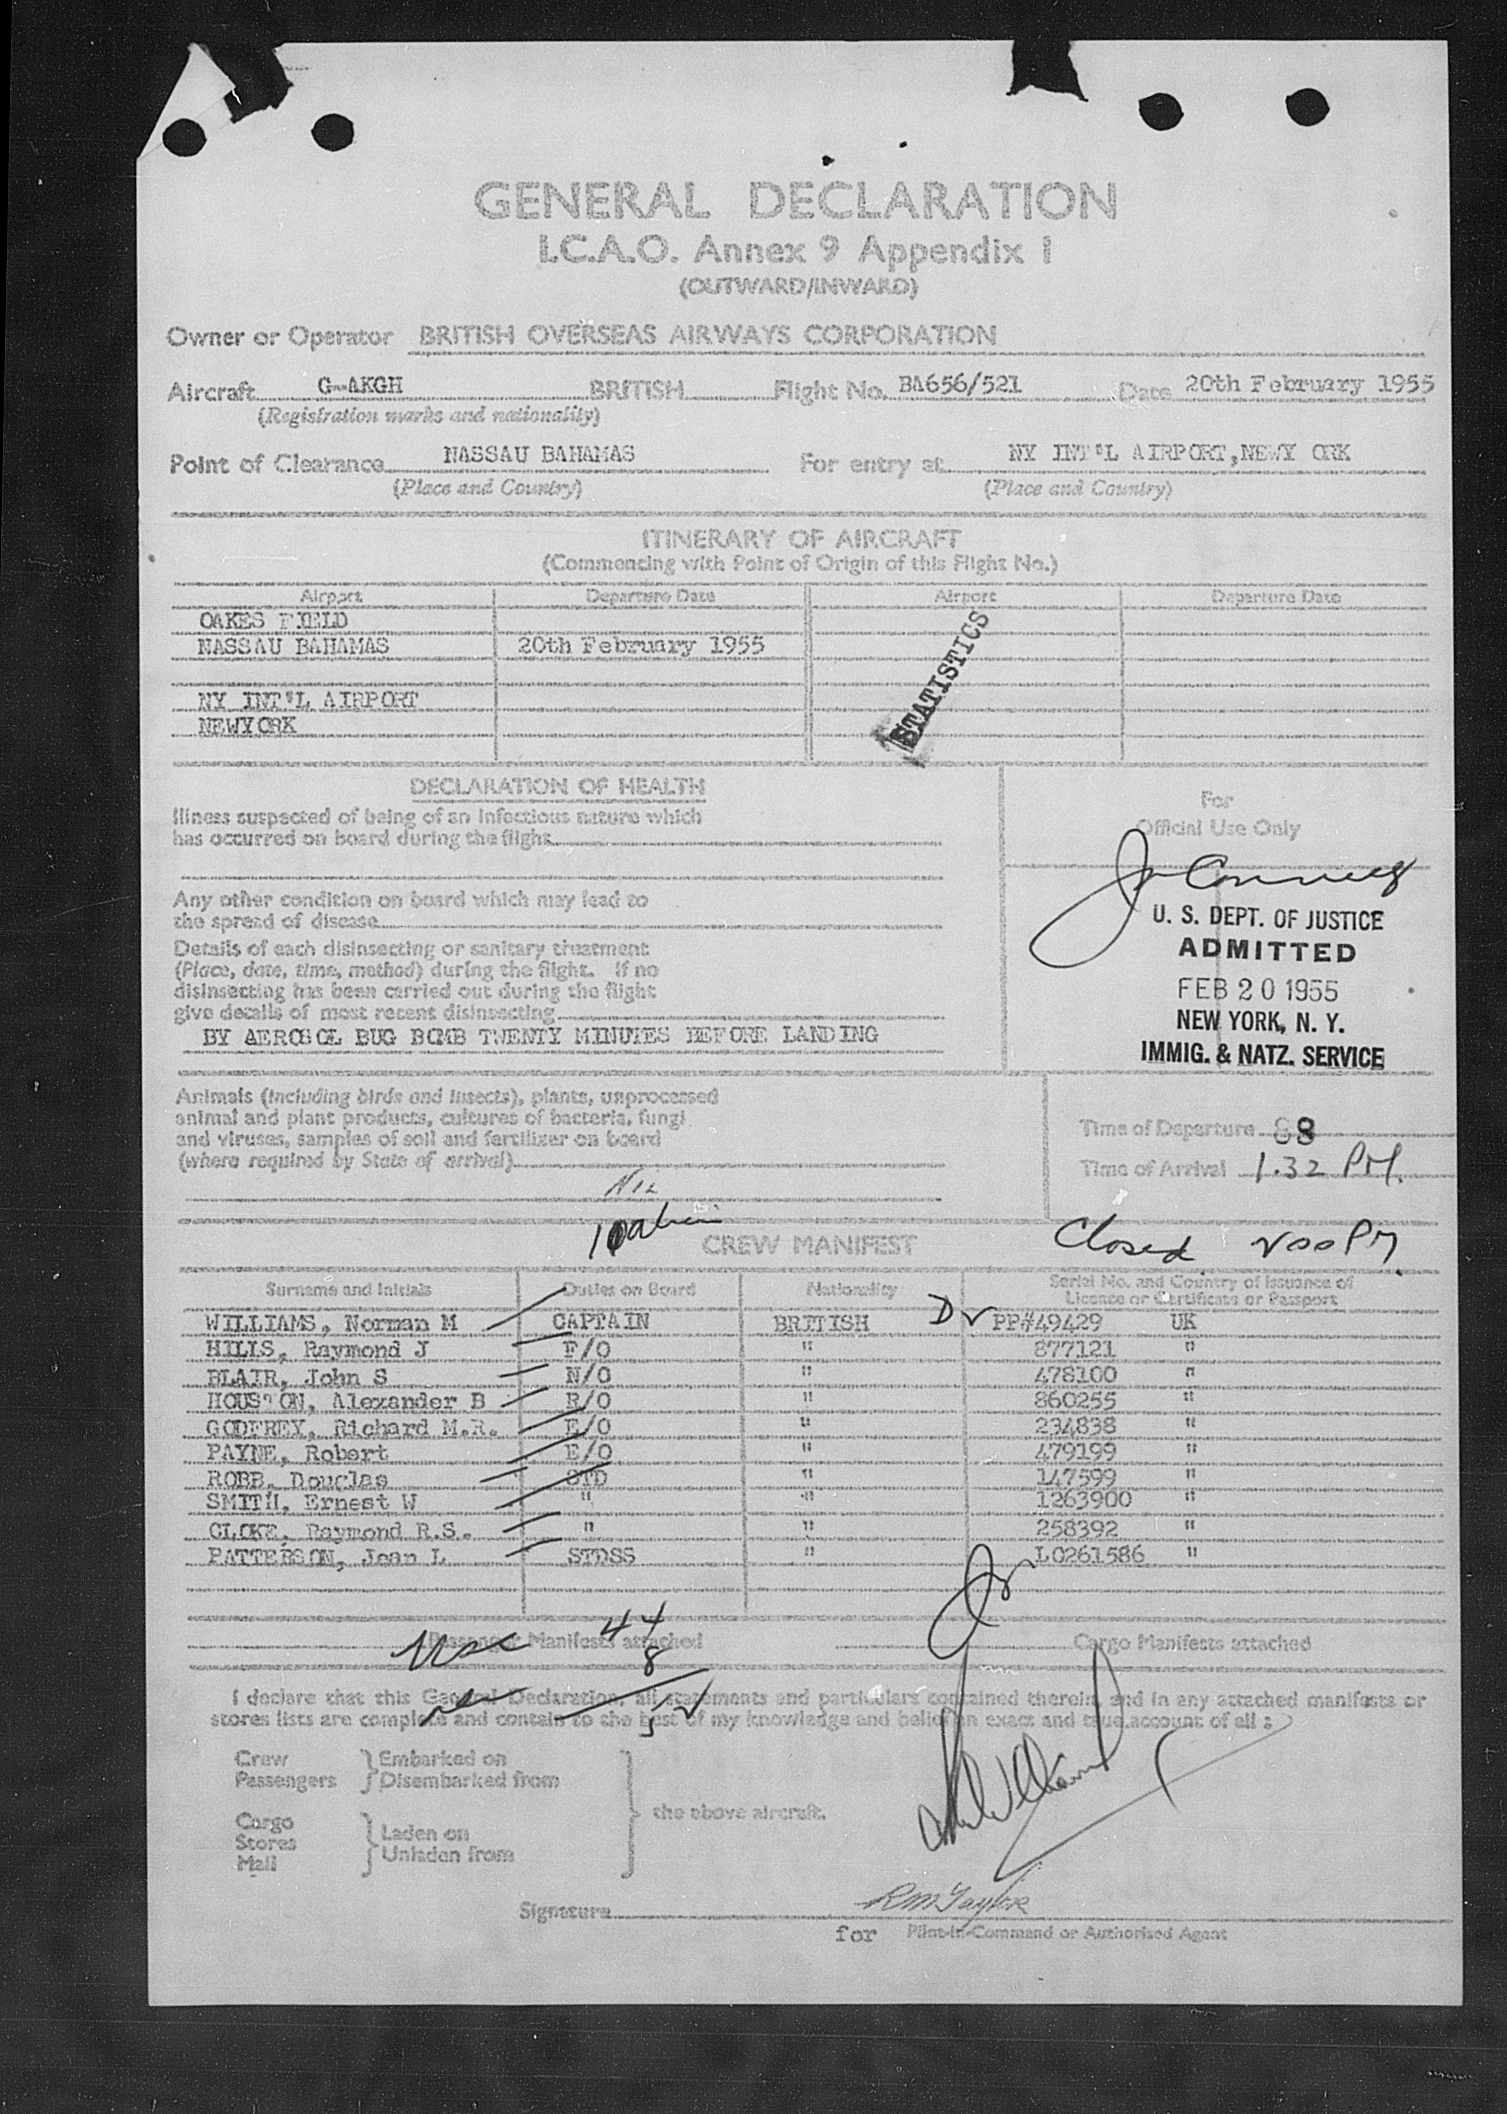 GENERAL DECLARATION
I.C.A.O. Annex 9 Appendix 1
(OUTWARD/INWARD)
Owner or Operator BRITISH OVERSEAS AIRWAYS CORPORATION
Aircraft G-AKGH BRITISH Flight No. BA656/521 Date 20th February 1955
(Registration marks and nationality)
Point of Clearance NASSAU BAHAMAS For entry at NY INT'L AIRPORT,NEWY ORK
(Place and Country) (Place and Country)
ITINERARY OF AIRCRAFT
(Commencing with Point of Origin of this Flight No.)
Airport Departure Date Airport Departure Date
OAKES FIELD
NASSAU BAHAMAS 20th February 1955
STATISTICS
NY INT'L AIRPORT
NEWYORK
DECLARATION OF HEALTH
Illness suspected of being of an infectious nature which
has occurred on board during the flight
Any other condition on board which may lead to
the spread of disease
Details of each disinsecting or sanitary treatment
(Place, date, time, method) during the flight. If no
disinsecting has been carried out during the flight
give details of most recent disinsecting
BY AEROSOL BUG BOMB TWENTY MINUTES BEFORE LANDING
For
Official Use Only
U. S. DEPT. OF JUSTICE
ADMITTED
FEB 20 1955
NEW YORK, N. Y.
IMMIG. & NATZ. SERVICE
Animals (including birds and insects), plants, unprocessed
animal and plant products, cultures of bacteria, fungi
and viruses, samples of soil and fertilizer on board
(where required by State of arrival)
NIL
Time of Departure 88
Time of Arrival 1.32 PM.
CREW MANIFEST Closed 200 PM
Surname and Initials Duties on Board Nationality Serial No. and Country of Issuance of
Licence or Certificate or Passport
WILLIAMS, Norman M CAPTAIN BRITISH D ✓ PP#49429 UK
HILLS, Raymond J F/O " 877121 "
BLAIR, John S N/O " 478100 "
HOUSTON, Alexander B R/O " 860255 "
GODFREY, Richard M.R. E/O " 234838 "
PAYNE, Robert E/O " 479199 "
ROBB, Douglas STD " 147599 "
SMITH, Ernest W " " 1263900 "
CLOKE, Raymond R.S. " " 258392 "
PATTERSON, Jean L STDSS " L0261586 "
44
Passenger Manifests attached Cargo Manifests attached
8
I declare that this General Declaration, all statements and particulars contained therein, and in any attached manifests or
stores lists are complete and contain to the best of my knowledge and belief an exact and true account of all :
Crew
Passengers
Embarked on
Disembarked from
Cargo
Stores
Mail
Laden on
Unladen from
the above aircraft.
Signature RM Taylor
for Pilot-in-Command or Authorised Agent